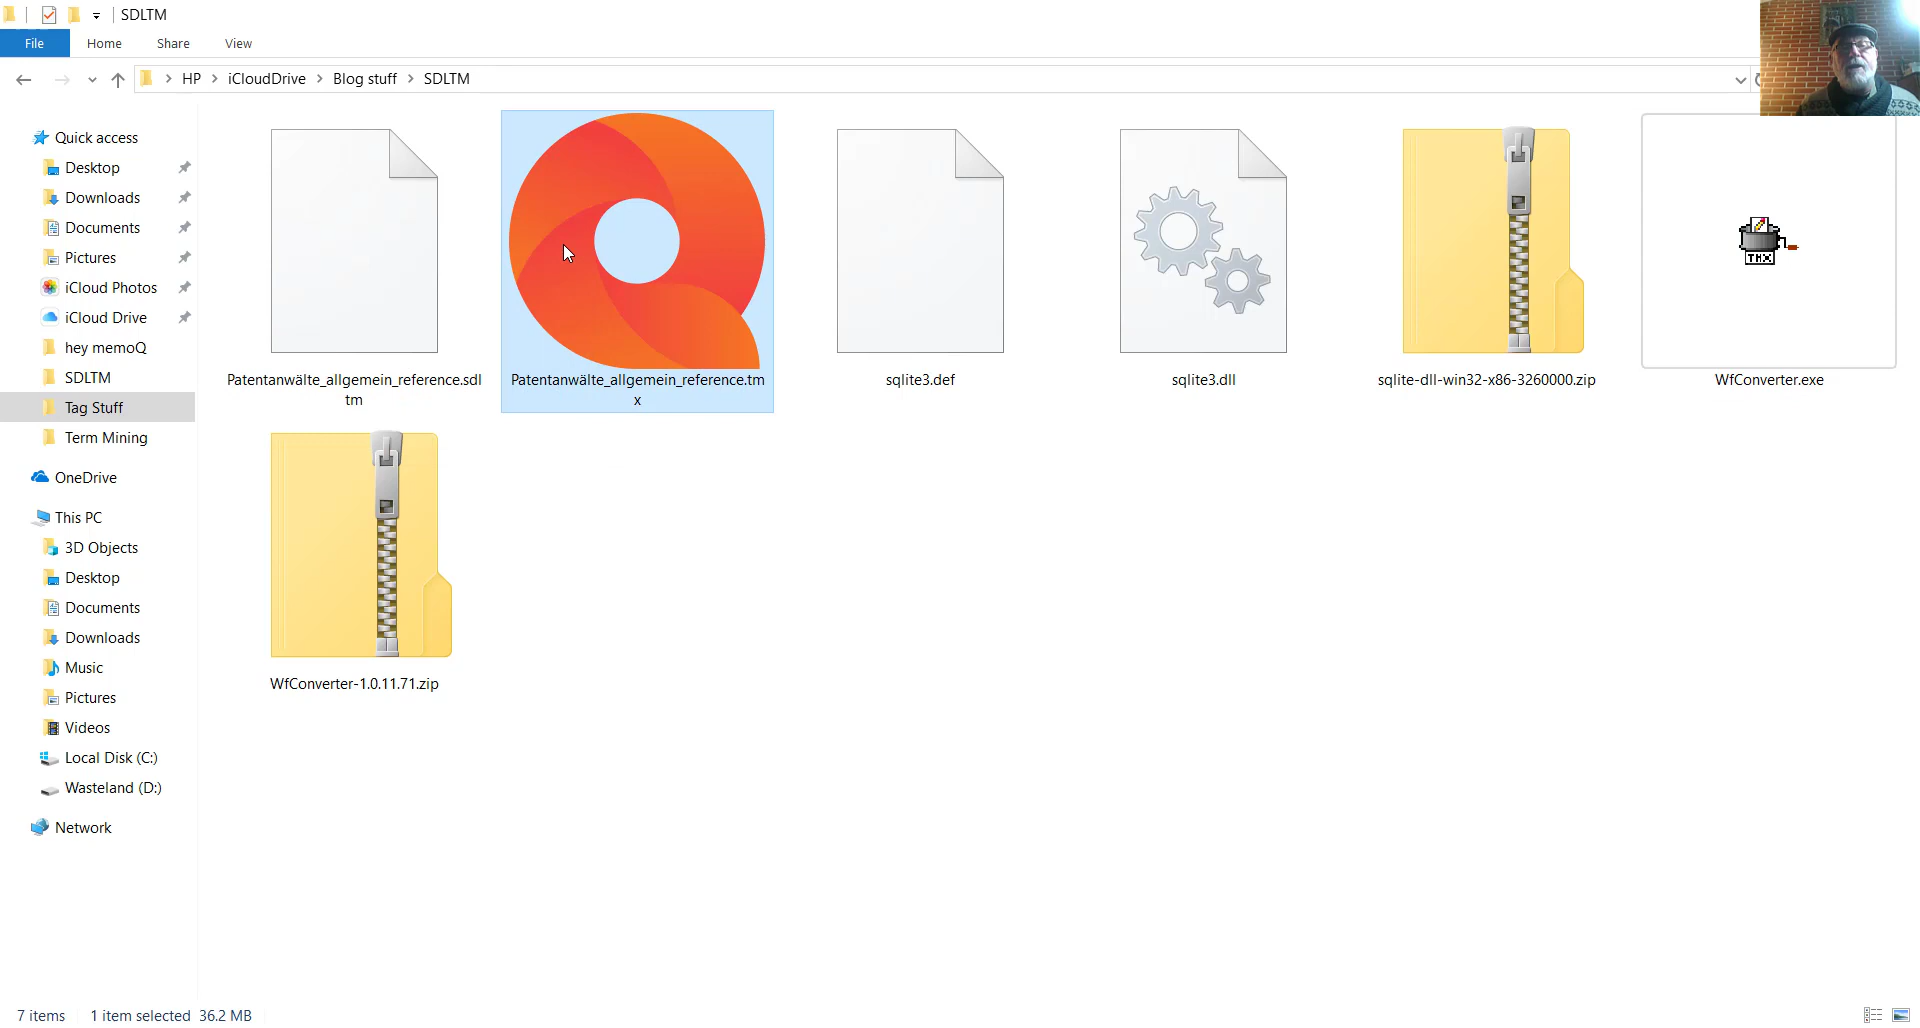 SDLTM
File Home Share View
HP iCloudDrive Blog stuff SDLTM
Quick access
Desktop
Downloads
Documents
Pictures
iCloud Photos
iCloud Drive
hey memoQ
SDLTM
Tag Stuff
Term Mining
OneDrive
This PC
3D Objects
Desktop
Documents
Downloads
Music
Pictures
Videos
Local Disk (C:)
Wasteland (D:)
Network
Patentanwälte_allgemein_reference.sdl
tm
Patentanwälte_allgemein_reference.tm
x
sqlite3.def
sqlite3.dll
sqlite-dll-win32-x86-3260000.zip
TMX
WfConverter.exe
WfConverter-1.0.11.71.zip
7 items 1 item selected 36.2 MB